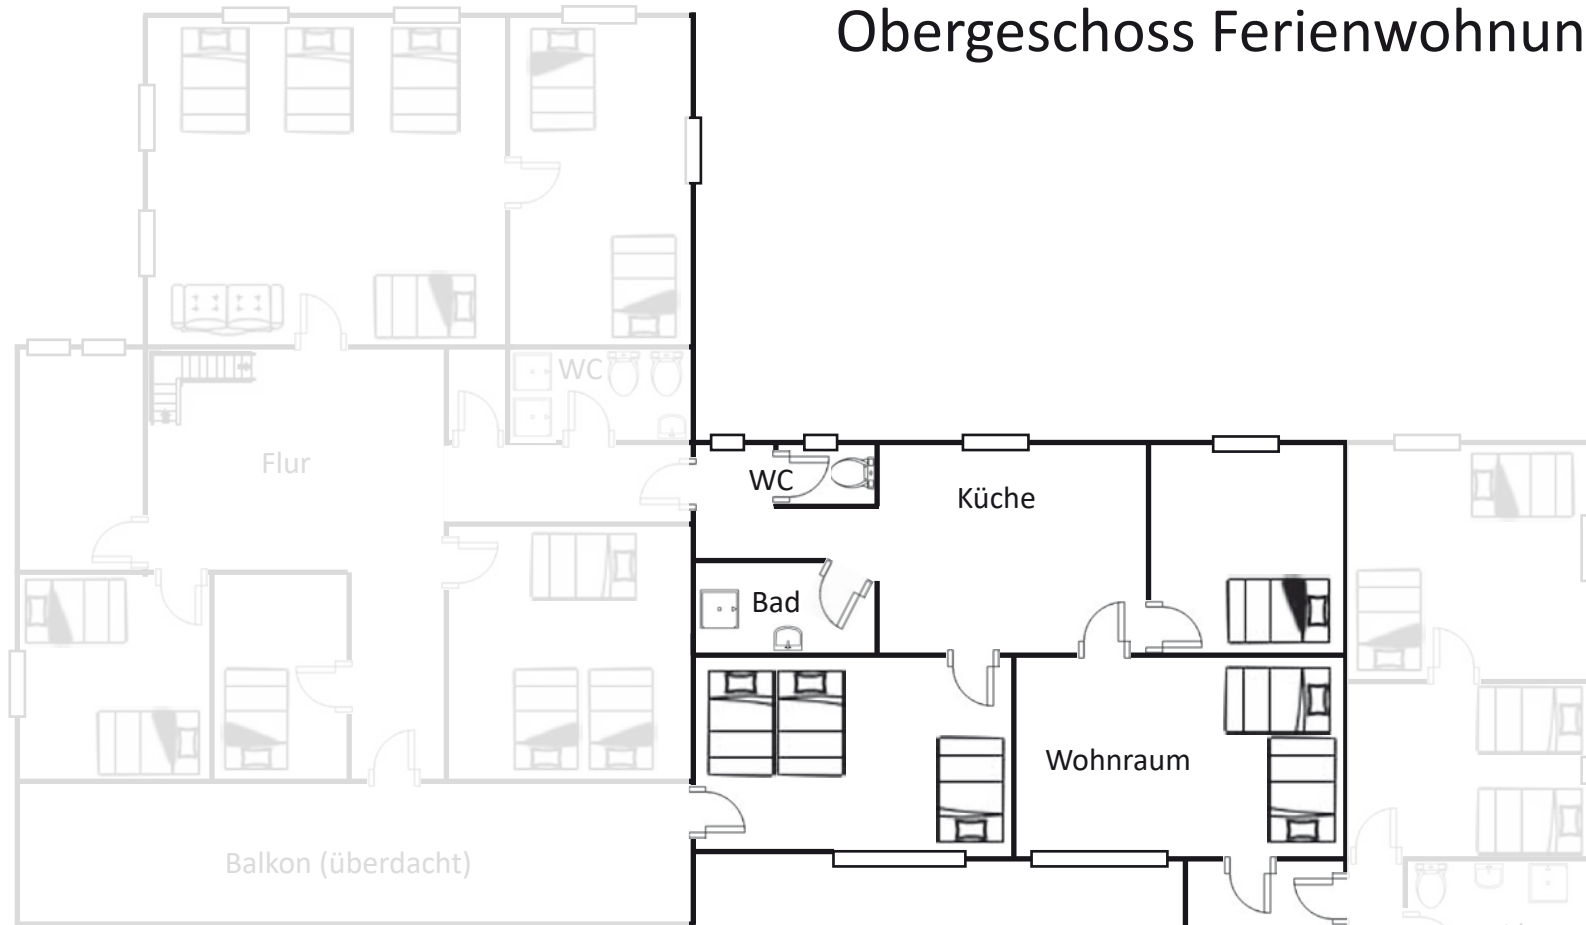 Obergeschoss Ferienwohnun
WC
Flur
WC
Küche
Bad
Wohnraum
Balkon (überdacht)